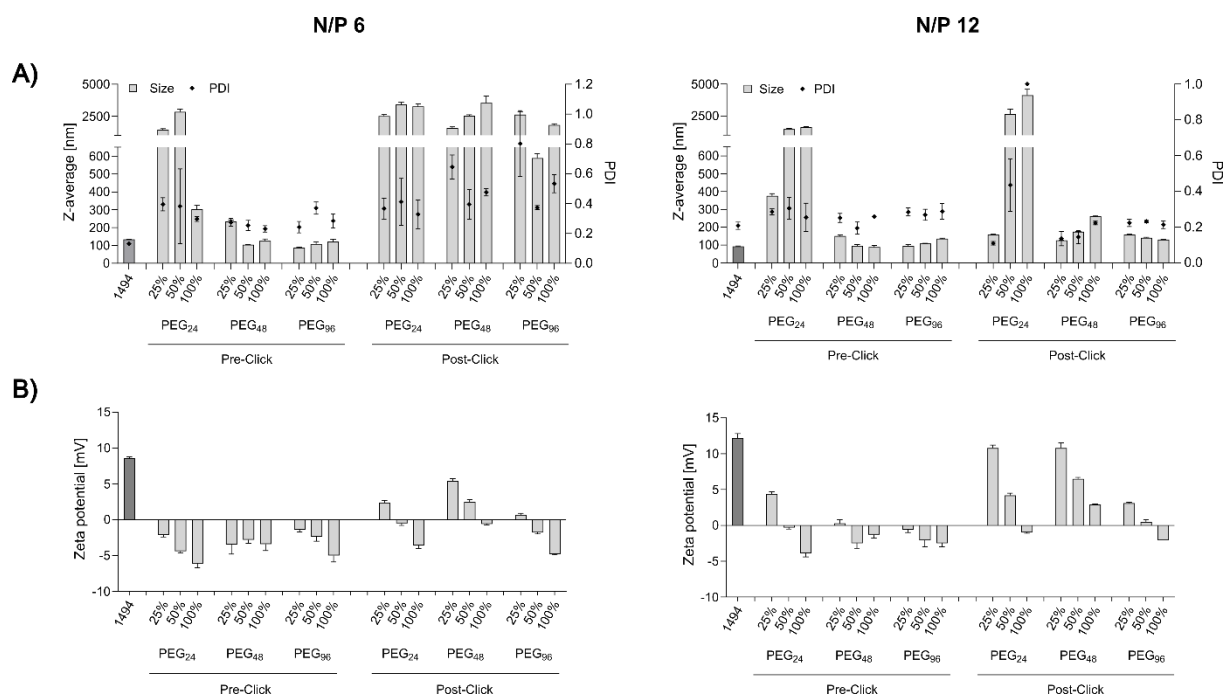 N/P 6
N/P 12
A)
Size
PDI
Z-average [nm]
5000
2500
600
500
400
300
200
100
0
1.2
1.0
0.8
0.6
0.4
0.2
0.0
PDI
1494
25% 50% 100% 25% 50% 100% 25% 50% 100% 25% 50% 100% 25% 50% 100% 25% 50% 100%
PEG24 PEG48 PEG96 PEG24 PEG48 PEG96
Pre-Click Post-Click
Size
PDI
Z-average [nm]
5000
2500
600
500
400
300
200
100
0
1.0
0.8
0.6
0.4
0.2
0.0
PDI
1494
25% 50% 100% 25% 50% 100% 25% 50% 100% 25% 50% 100% 25% 50% 100% 25% 50% 100%
PEG24 PEG48 PEG96 PEG24 PEG48 PEG96
Pre-Click Post-Click
B)
Zeta potential [mV]
15
10
5
0
-5
-10
1494
25% 50% 100% 25% 50% 100% 25% 50% 100% 25% 50% 100% 25% 50% 100% 25% 50% 100%
PEG24 PEG48 PEG96 PEG24 PEG48 PEG96
Pre-Click Post-Click
Zeta potential [mV]
15
10
5
0
-5
-10
1494
25% 50% 100% 25% 50% 100% 25% 50% 100% 25% 50% 100% 25% 50% 100% 25% 50% 100%
PEG24 PEG48 PEG96 PEG24 PEG48 PEG96
Pre-Click Post-Click